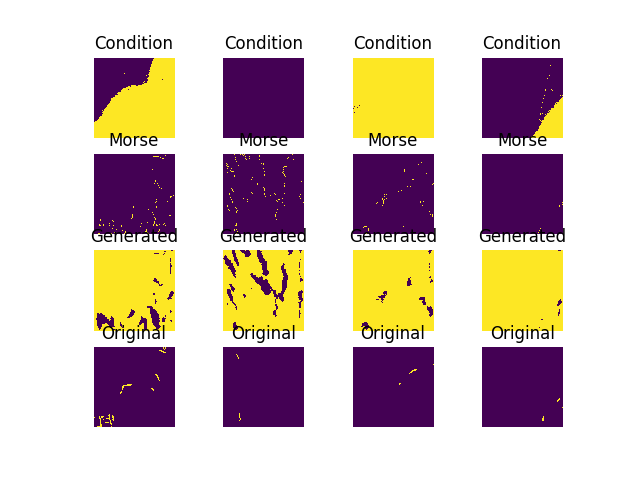 Condition Condition Condition Condition
Morse Morse Morse Morse
Generated Generated Generated Generated
Original Original Original Original